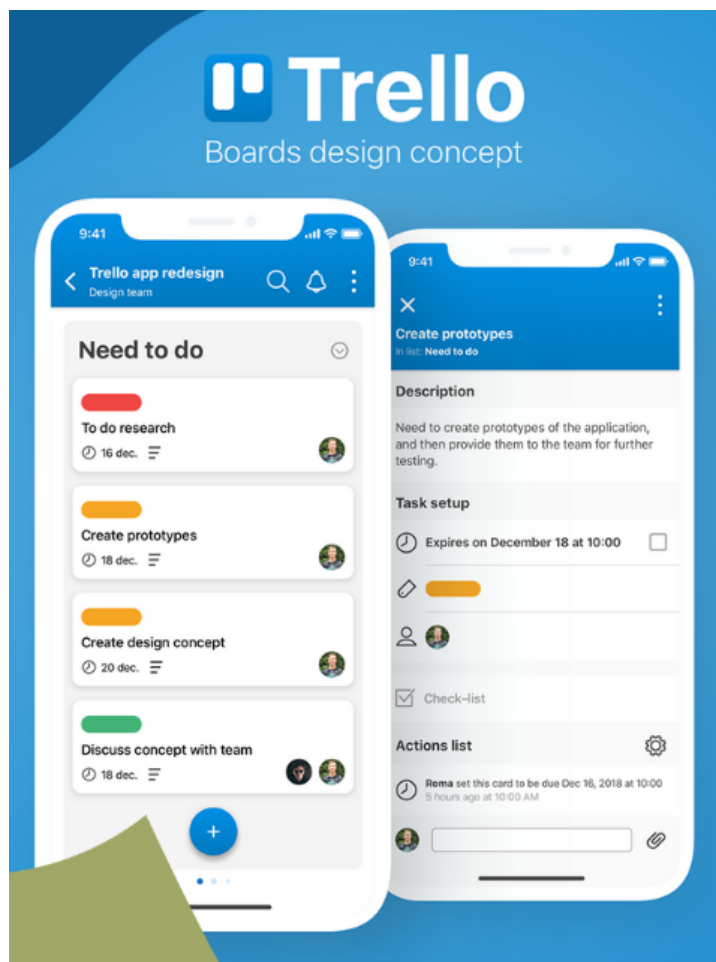 Trello
Boards design concept
9:41
Trello app redesign
Design team
Need to do
To do research
16 dec.
Create prototypes
18 dec.
Create design concept
20 dec.
Discuss concept with team
18 dec.
+
9:41
Create prototypes
In list: Need to do
Description
Need to create prototypes of the application,
and then provide them to the team for further
testing.
Task setup
Expires on December 18 at 10:00
Check-list
Actions list
Roma set this card to be due Dec 16, 2018 at 10:00
5 hours ago at 10:00 AM